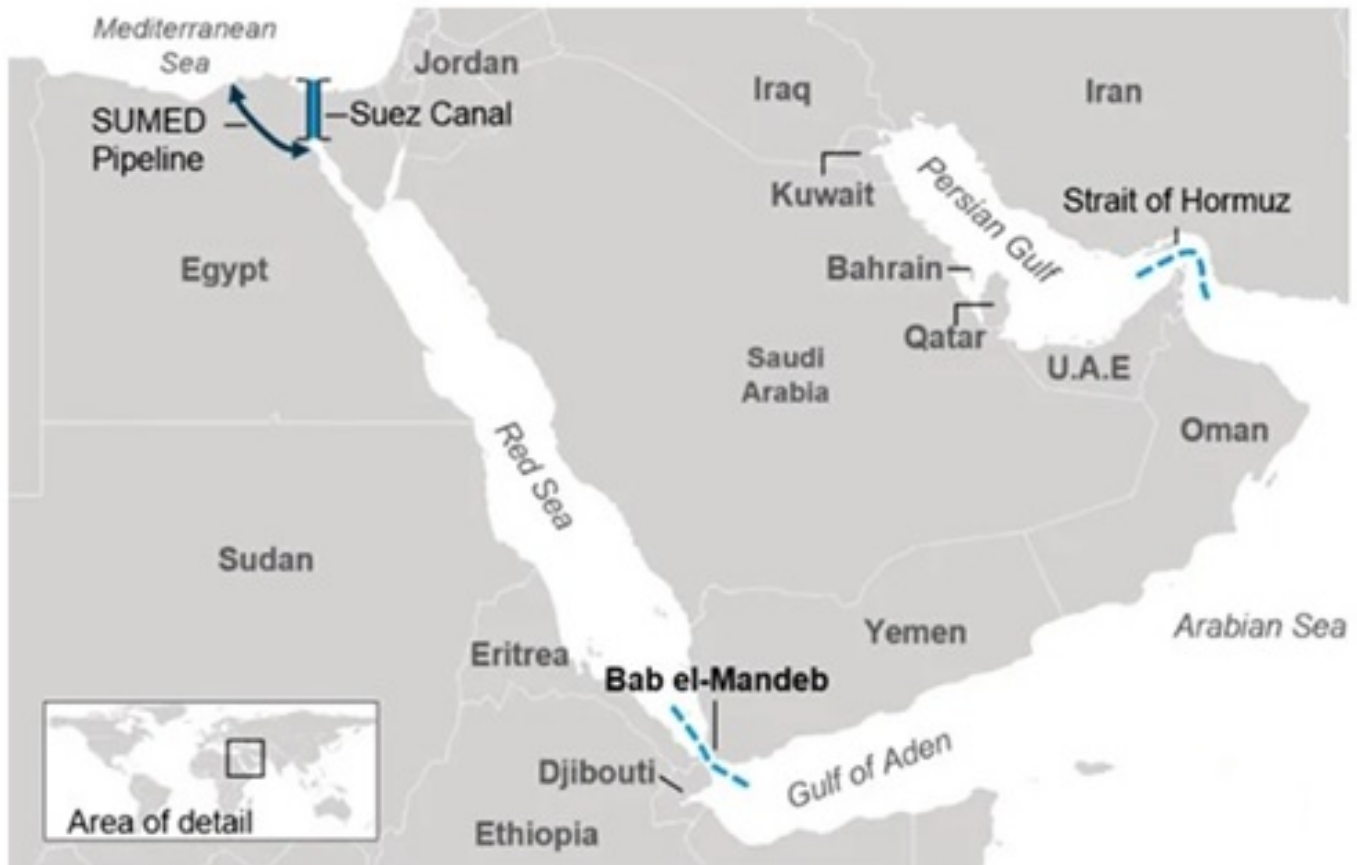 Mediterranean
Sea
Jordan
Iraq
Iran
SUMED
Pipeline
Suez Canal
Kuwait
Persian Gulf
Strait of Hormuz
Egypt
Bahrain
Qatar
Saudi
Arabia
U.A.E
Oman
Red Sea
Sudan
Yemen
Arabian Sea
Eritrea
Bab el-Mandeb
Djibouti
Gulf of Aden
Ethiopia
Area of detail